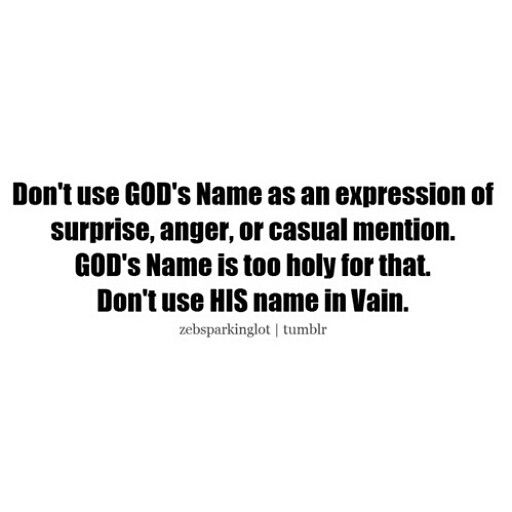 Don't use GOD's Name as an expression of
surprise, anger, or casual mention.
GOD's Name is too holy for that.
Don't use HIS name in Vain.
zebsparkinglot | tumblr